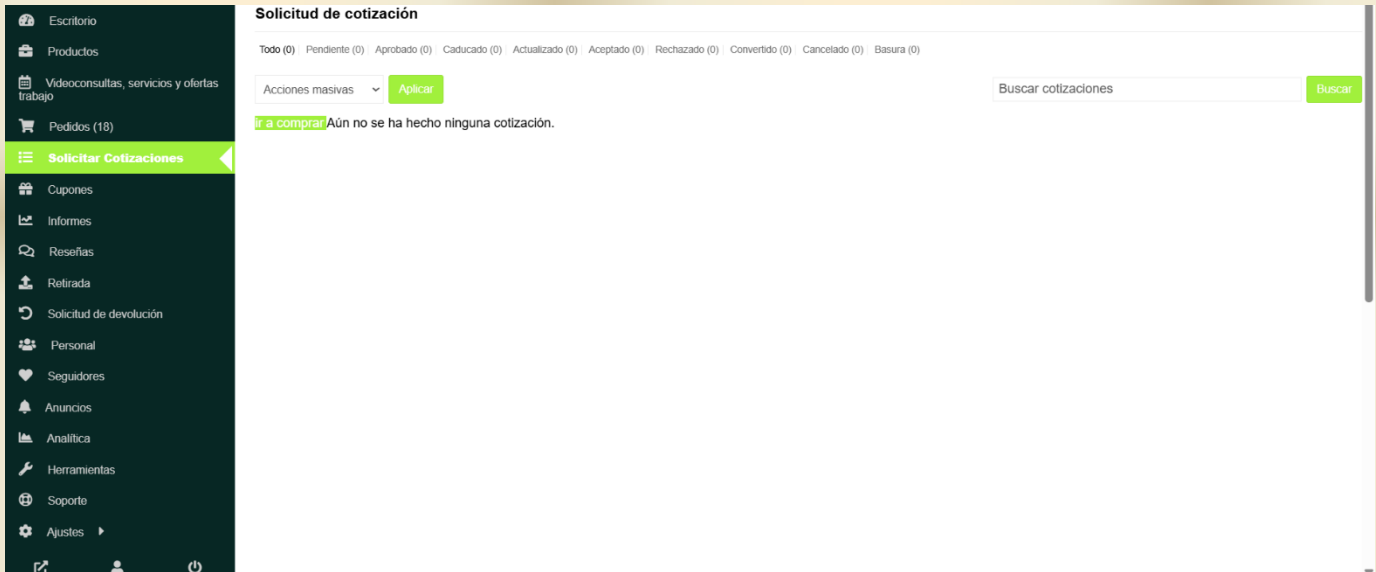 Escritorio
Productos
Videoconsultas, servicios y ofertas
trabajo
Pedidos (18)
Solicitar Cotizaciones
Cupones
Informes
Reseñas
Retirada
Solicitud de devolución
Personal
Seguidores
Anuncios
Analítica
Herramientas
Soporte
Ajustes
Solicitud de cotización
Todo (0) Pendiente (0) Aprobado (0) Caducado (0) Actualizado (0) Aceptado (0) Rechazado (0) Convertido (0) Cancelado (0) Basura (0)
Acciones masivas Aplicar Buscar cotizaciones Buscar
ir a comprar Aún no se ha hecho ninguna cotización.